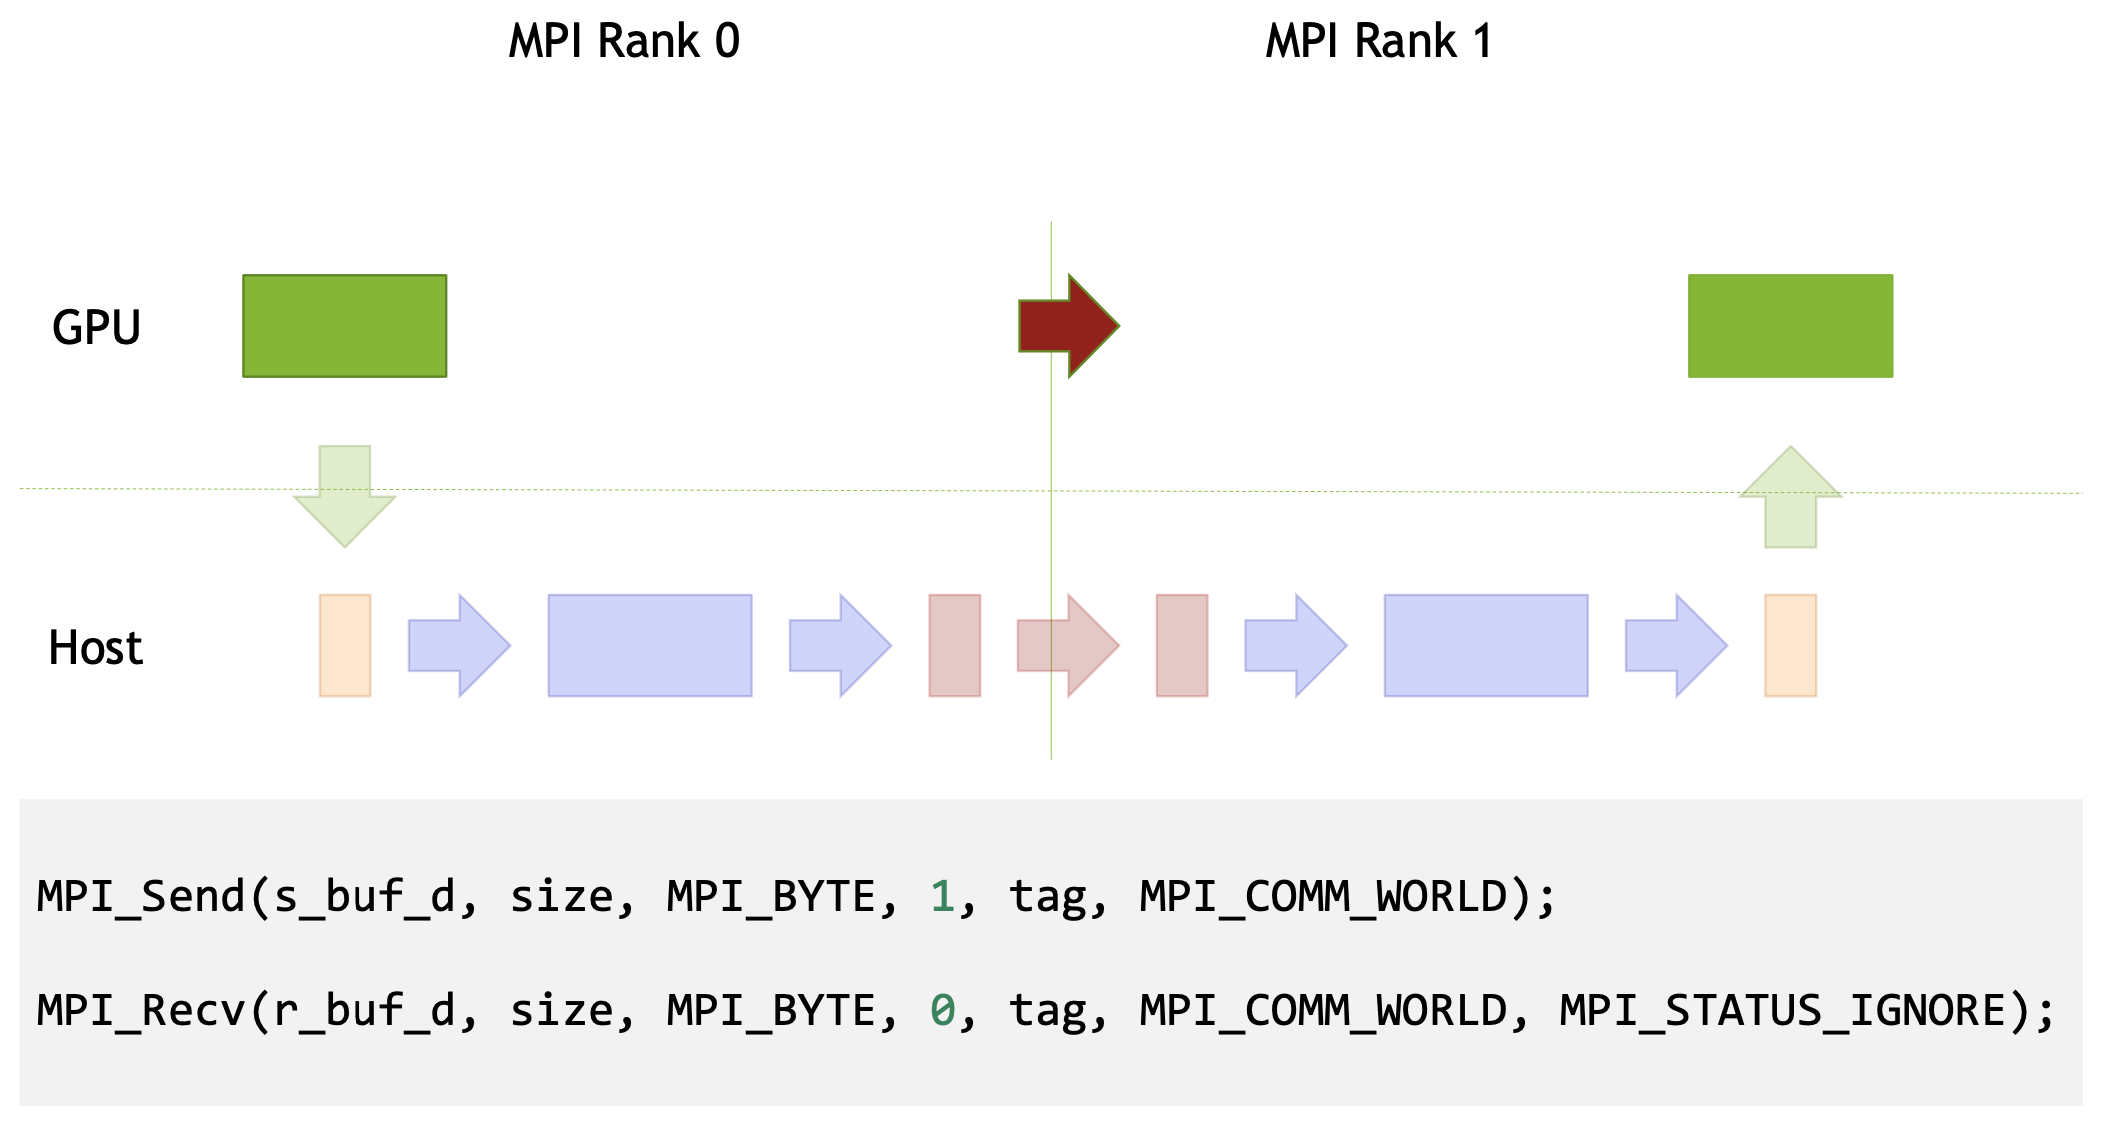 MPI Rank 0 MPI Rank 1
GPU
Host
MPI_Send(s_buf_d, size, MPI_BYTE, 1, tag, MPI_COMM_WORLD);
MPI_Recv(r_buf_d, size, MPI_BYTE, 0, tag, MPI_COMM_WORLD, MPI_STATUS_IGNORE);